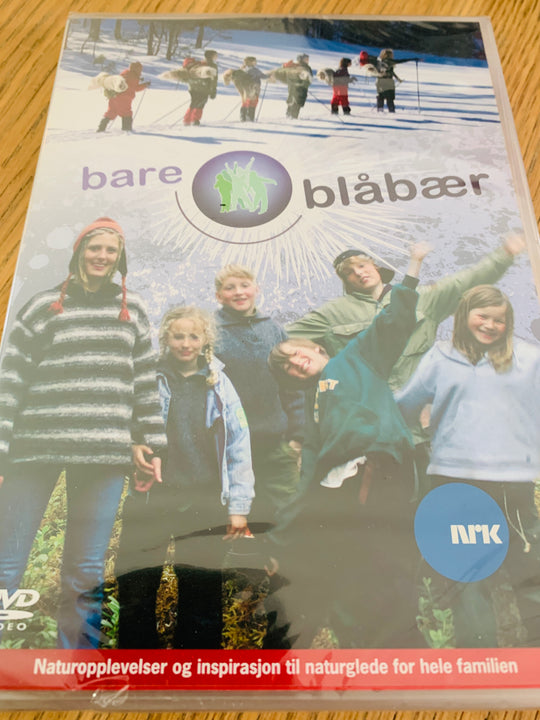 bare blåbær
NRK
DVD
VIDEO
Naturopplevelser og inspirasjon til naturglede for hele familien